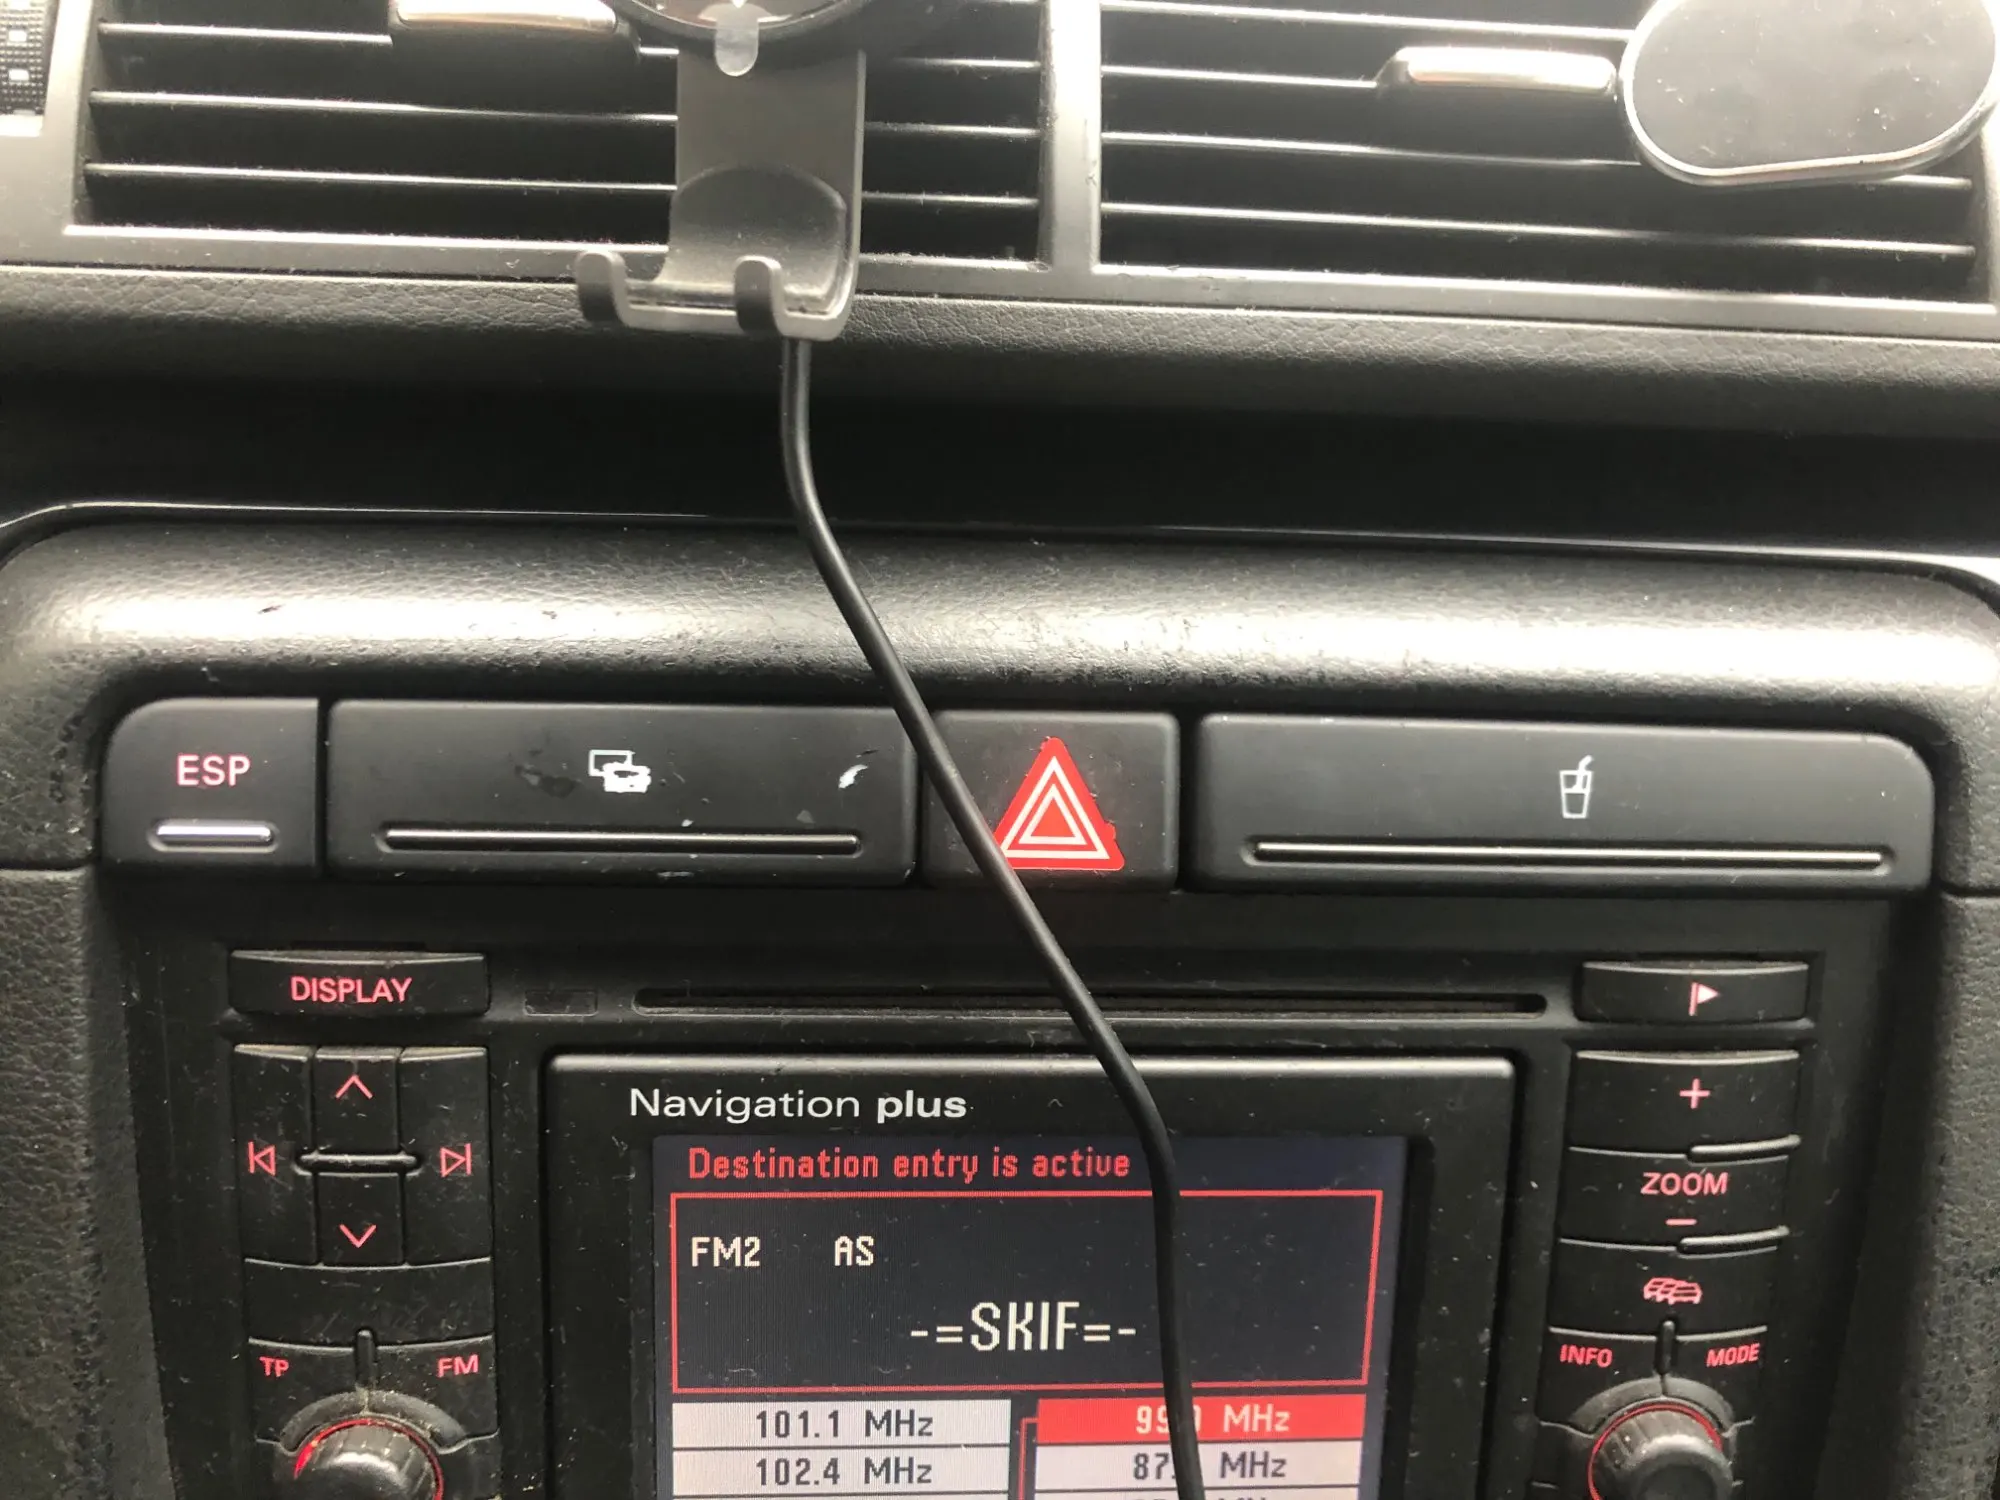 ESP
DISPLAY
Navigation plus
Destination entry is active
FM2 AS
-=SKIF=-
101.1 MHz
MHz
102.4 MHz
MHz
TP FM
+
ZOOM
−
INFO MODE